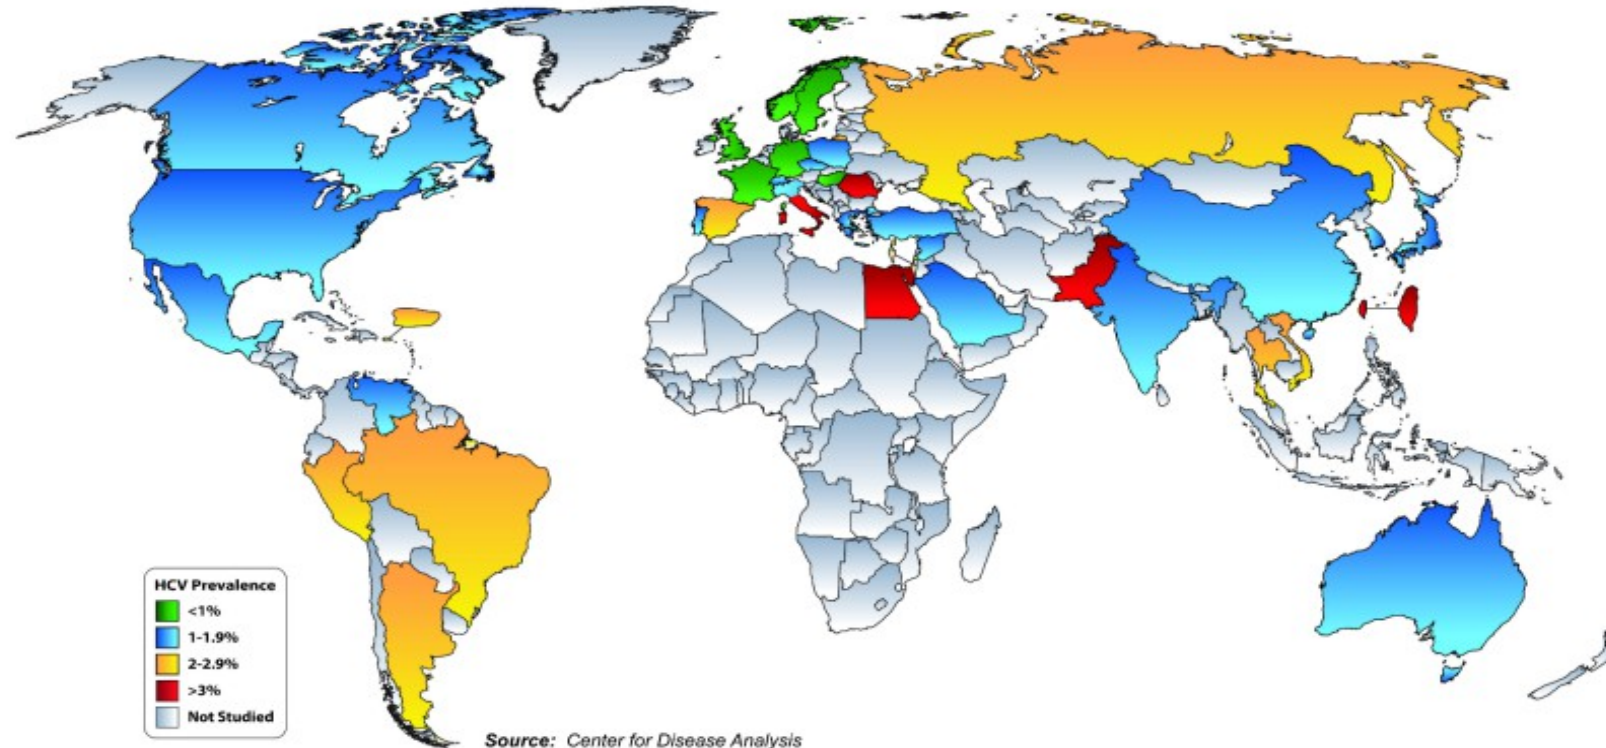 HCV Prevalence
<1%
1-1.9%
2-2.9%
>3%
Not Studied
Source: Center for Disease Analysis